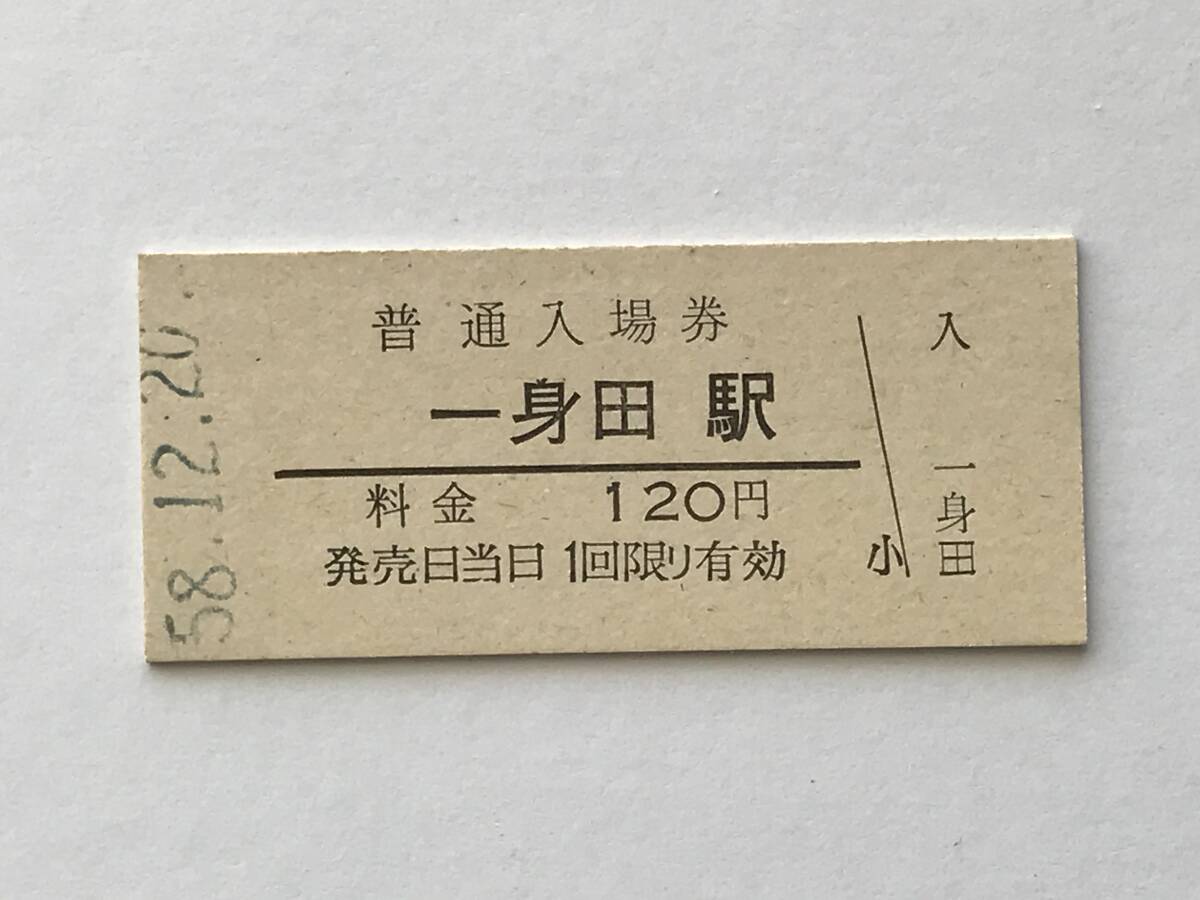 58.12.20
普通入場券
一身田駅
料金 120円
発売日当日1回限り有効
小
入
一身田